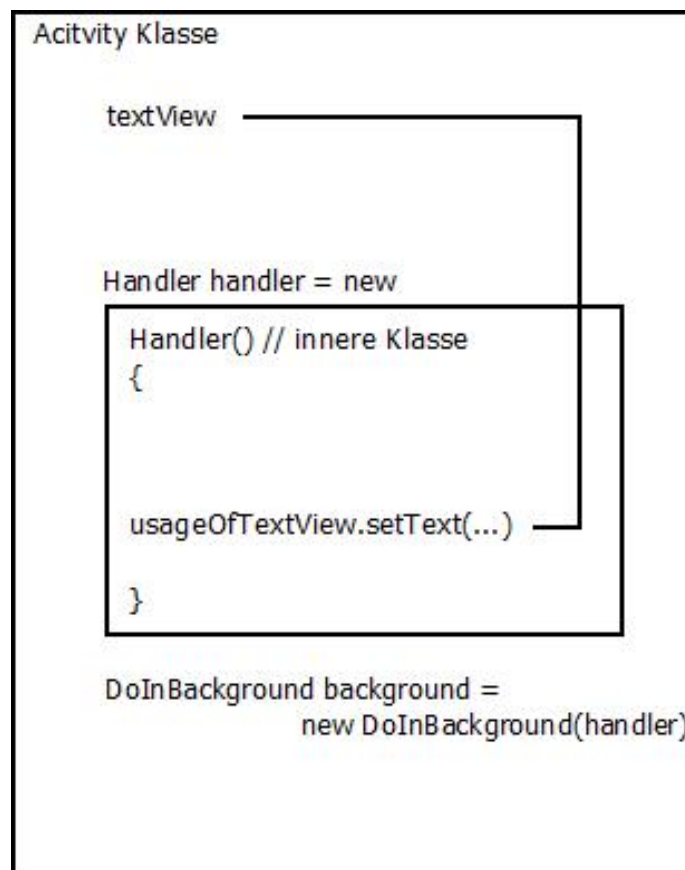 Acitvity Klasse
textView
Handler handler = new
Handler() // innere Klasse
{
usageOfTextView.setText(...)
}
DoInBackground background =
new DoInBackground(handler)